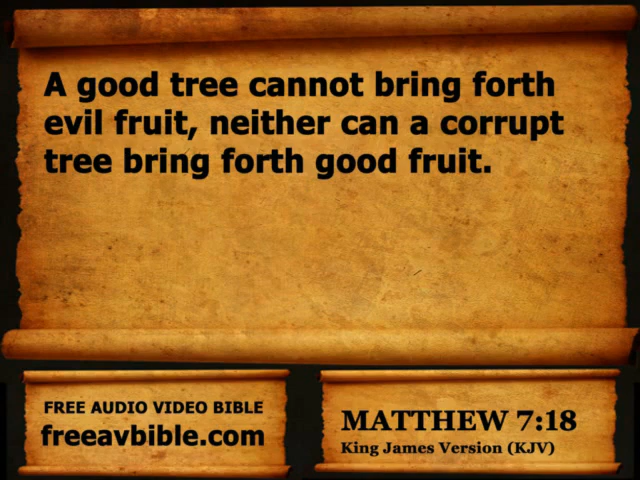 A good tree cannot bring forth
evil fruit, neither can a corrupt
tree bring forth good fruit.
FREE AUDIO VIDEO BIBLE
freeavbible.com
MATTHEW 7:18
King James Version (KJV)